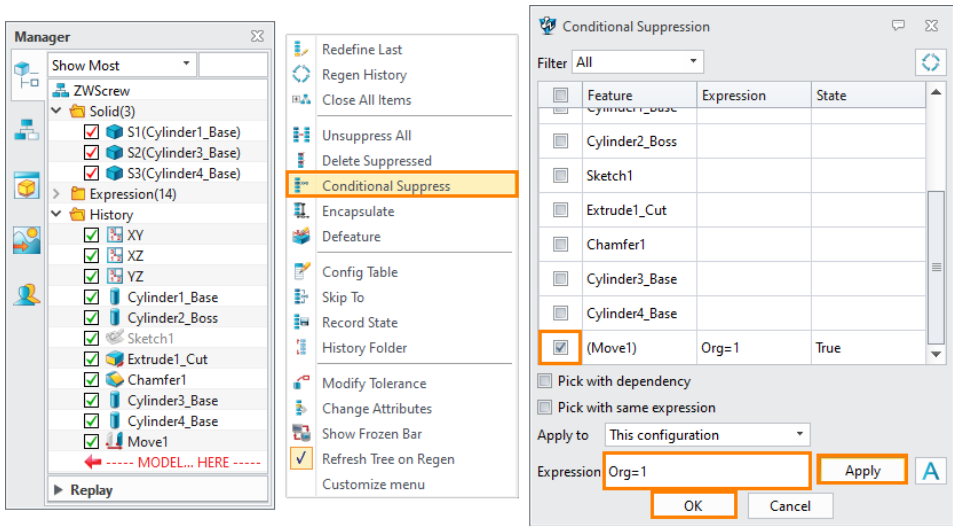 Manager
Show Most
ZWScrew
Solid(3)
S1(Cylinder1_Base)
S2(Cylinder3_Base)
S3(Cylinder4_Base)
Expression(14)
History
XY
XZ
YZ
Cylinder1_Base
Cylinder2_Boss
Sketch1
Extrude1_Cut
Chamfer1
Cylinder3_Base
Cylinder4_Base
Move1
----- MODEL... HERE -----
Replay
Redefine Last
Regen History
Close All Items
Unsuppress All
Delete Suppressed
Conditional Suppress
Encapsulate
Defeature
Config Table
Skip To
Record State
History Folder
Modify Tolerance
Change Attributes
Show Frozen Bar
Refresh Tree on Regen
Customize menu
Conditional Suppression
Filter All
Feature Expression State
Cylinder1_Base
Cylinder2_Boss
Sketch1
Extrude1_Cut
Chamfer1
Cylinder3_Base
Cylinder4_Base
(Move1) Org=1 True
Pick with dependency
Pick with same expression
Apply to This configuration
Expression Org=1 Apply A
OK Cancel